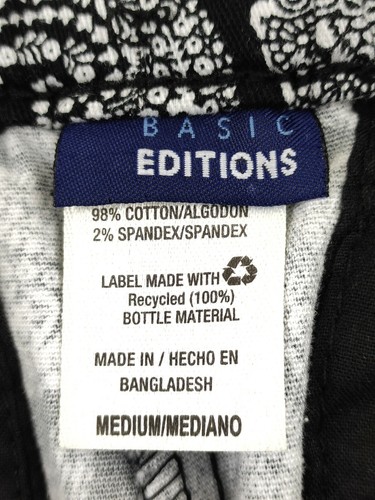 BASIC
EDITIONS
98% COTTON/ALGODON
2% SPANDEX/SPANDEX
LABEL MADE WITH
Recycled (100%)
BOTTLE MATERIAL
MADE IN / HECHO EN
BANGLADESH
MEDIUM/MEDIANO